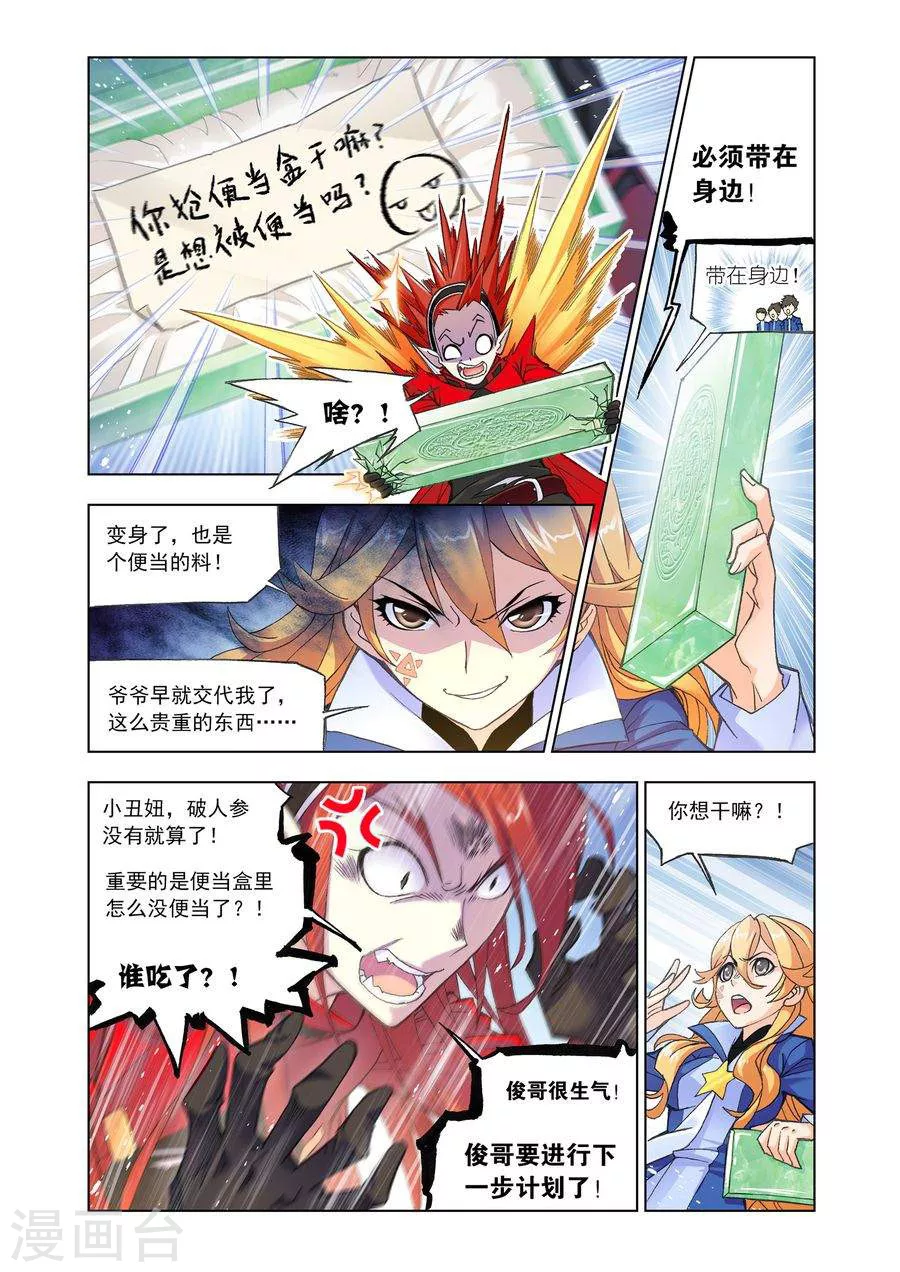 你抢便当盒干嘛?
是想被便当吗?
啥?!
变身了，也是
个便当的料!
爷爷早就交代我了，
这么贵重的东西……
必须带在
身边!
带在身边!
小丑妞，破人参
没有就算了!
重要的是便当盒里
怎么没便当了?!
谁吃了?!
俊哥很生气!
俊哥要进行下
一步计划了!
你想干嘛?!
漫画台